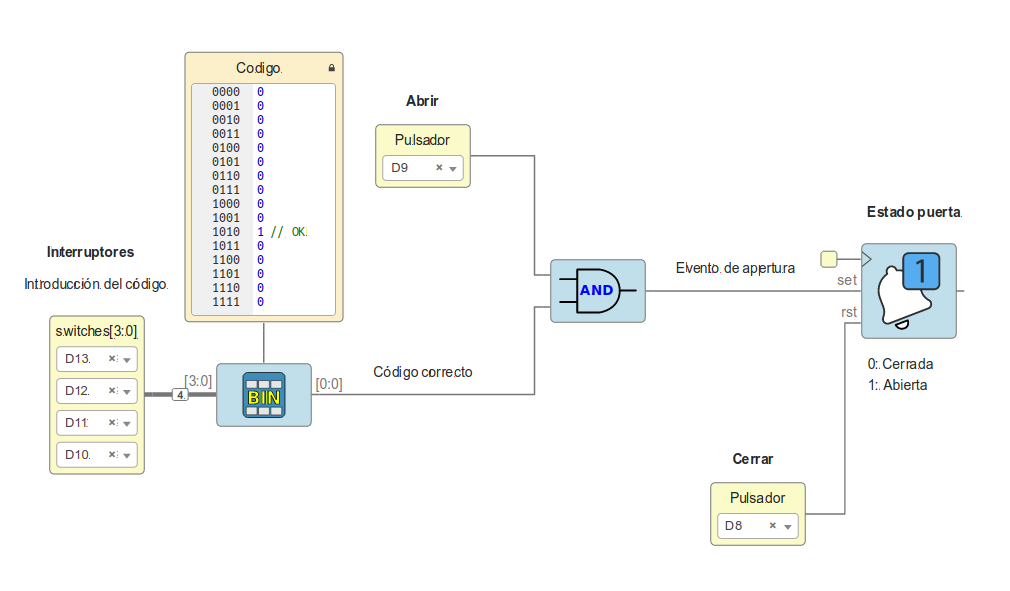 Codigo
0000 0
0001 0
0010 0
0011 0
0100 0
0101 0
0110 0
0111 0
1000 0
1001 0
1010 1 // OK!
1011 0
1100 0
1101 0
1110 0
1111 0
Abrir
Pulsador
D9
Interruptores
Introducción del código
switches[3:0]
D13
D12
D11
D10
[3:0]
4
BIN
[0:0]
Código correcto
AND
Evento de apertura
Estado puerta
1
set
rst
0: Cerrada
1: Abierta
Cerrar
Pulsador
D8